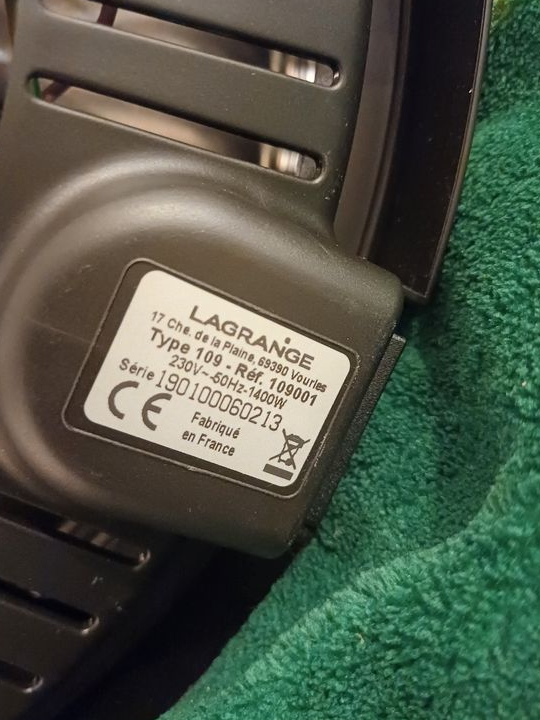 LAGRANGE
17 Che. de la Plaine, 69390 Vourles
Type 109 - Réf. 109001
230V~50Hz-1400W
Série 190100060213
CE
Fabriqué
en France